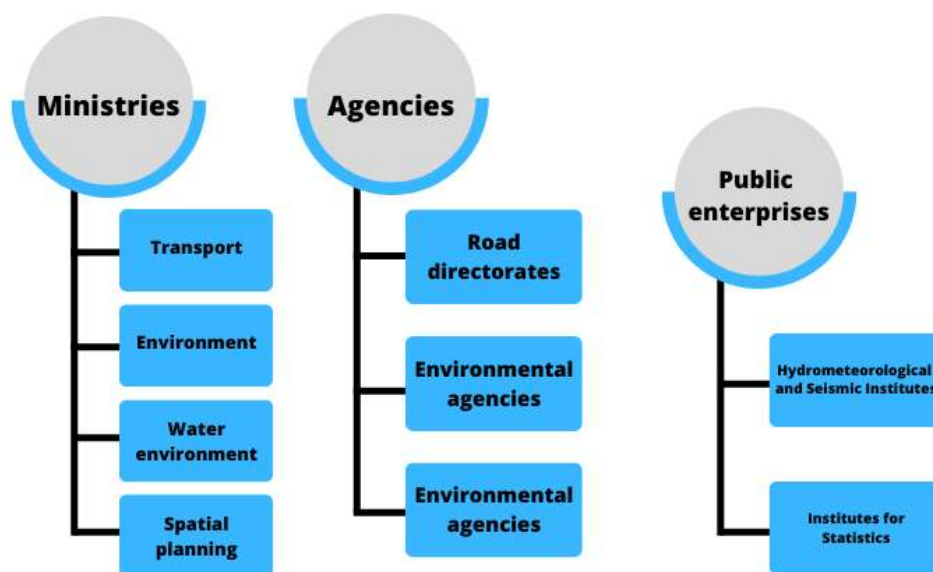 Ministries
Transport
Environment
Water
environment
Spatial
planning
Agencies
Road
directorates
Environmental
agencies
Environmental
agencies
Public
enterprises
Hydrometeorological
and Seismic Institutes
Institutes for
Statistics